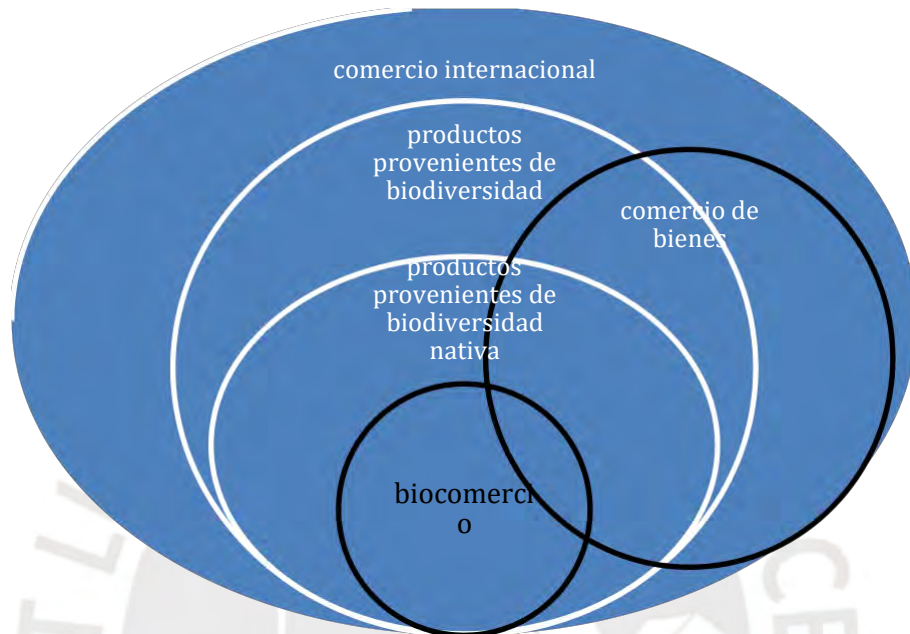 comercio internacional
productos
provenientes de
biodiversidad
comercio de
bienes
productos
provenientes de
biodiversidad
nativa
biocomerci
o